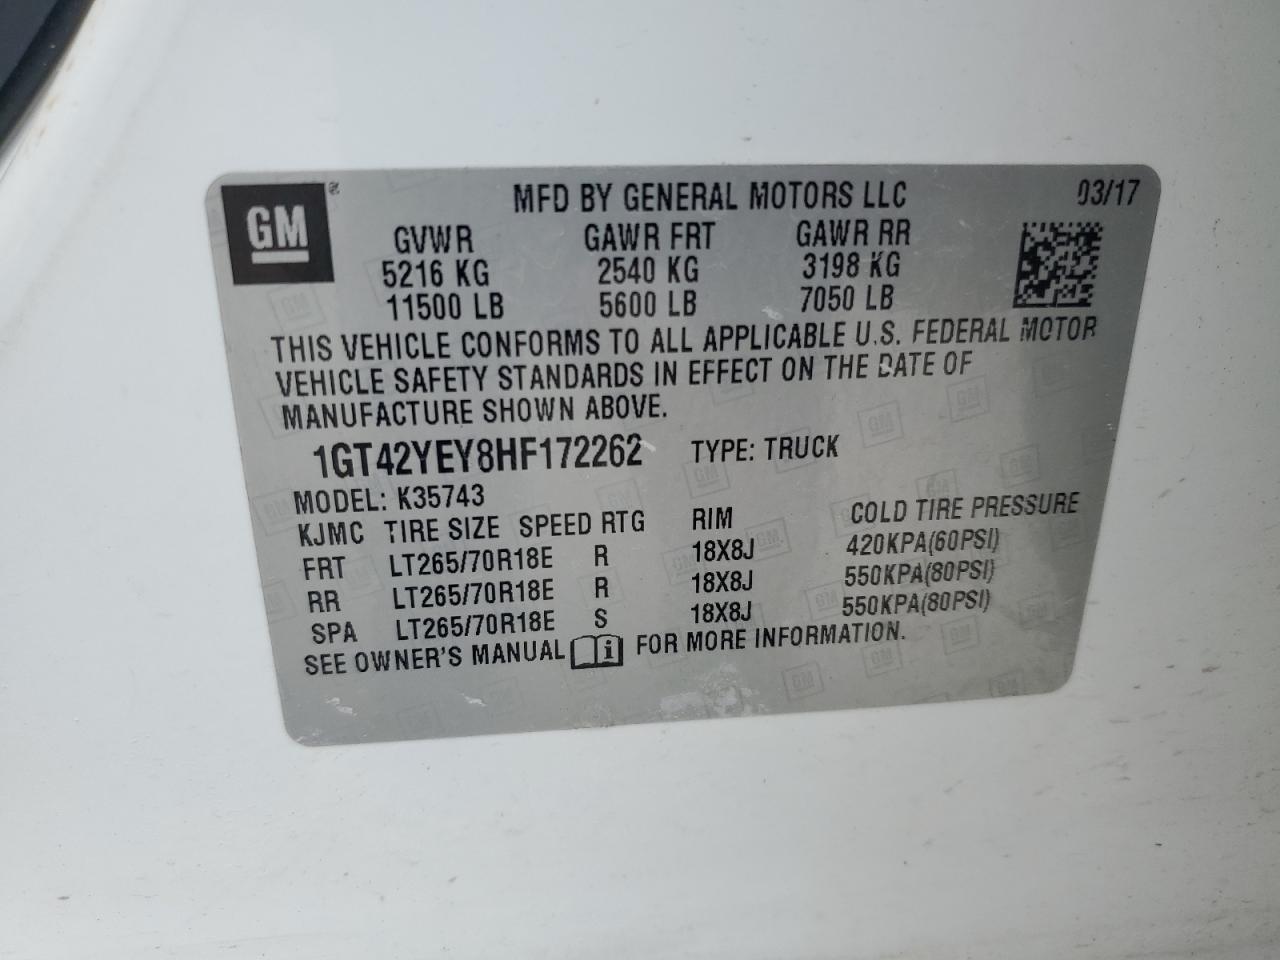 GM ® MFD BY GENERAL MOTORS LLC 03/17
GVWR GAWR FRT GAWR RR
5216 KG 2540 KG 3198 KG
11500 LB 5600 LB 7050 LB
THIS VEHICLE CONFORMS TO ALL APPLICABLE U.S. FEDERAL MOTOR
VEHICLE SAFETY STANDARDS IN EFFECT ON THE DATE OF
MANUFACTURE SHOWN ABOVE.
1GT42YEY8HF172262 TYPE: TRUCK
MODEL: K35743
KJMC TIRE SIZE SPEED RTG RIM COLD TIRE PRESSURE
FRT LT265/70R18E R 18X8J 420KPA(60PSI)
RR LT265/70R18E R 18X8J 550KPA(80PSI)
SPA LT265/70R18E S 18X8J 550KPA(80PSI)
SEE OWNER'S MANUAL i FOR MORE INFORMATION.